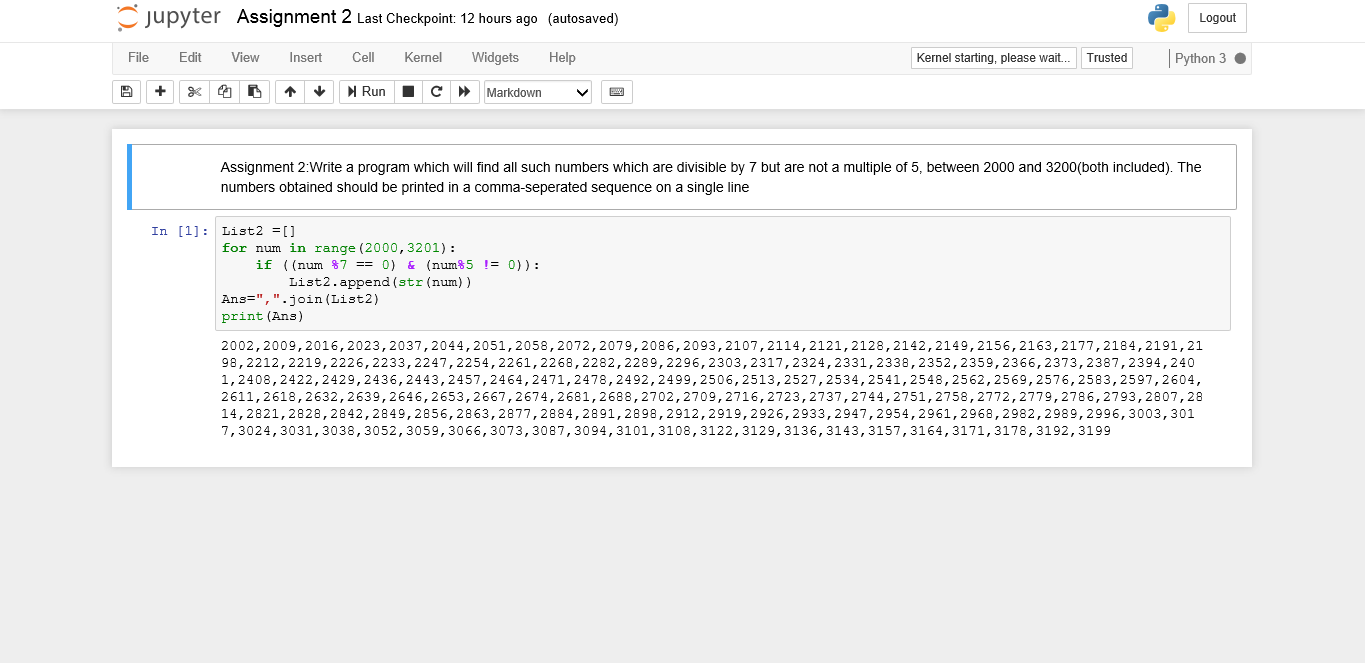 jupyter Assignment 2 Last Checkpoint: 12 hours ago (autosaved) Logout
File Edit View Insert Cell Kernel Widgets Help Kernel starting, please wait... Trusted Python 3
Run Markdown
Assignment 2:Write a program which will find all such numbers which are divisible by 7 but are not a multiple of 5, between 2000 and 3200(both included). The
numbers obtained should be printed in a comma-seperated sequence on a single line
In [1]: List2 =[]
for num in range(2000,3201):
    if ((num %7 == 0) & (num%5 != 0)):
        List2.append(str(num))
Ans=",".join(List2)
print(Ans)
2002,2009,2016,2023,2037,2044,2051,2058,2072,2079,2086,2093,2107,2114,2121,2128,2142,2149,2156,2163,2177,2184,2191,21
98,2212,2219,2226,2233,2247,2254,2261,2268,2282,2289,2296,2303,2317,2324,2331,2338,2352,2359,2366,2373,2387,2394,240
1,2408,2422,2429,2436,2443,2457,2464,2471,2478,2492,2499,2506,2513,2527,2534,2541,2548,2562,2569,2576,2583,2597,2604,
2611,2618,2632,2639,2646,2653,2667,2674,2681,2688,2702,2709,2716,2723,2737,2744,2751,2758,2772,2779,2786,2793,2807,28
14,2821,2828,2842,2849,2856,2863,2877,2884,2891,2898,2912,2919,2926,2933,2947,2954,2961,2968,2982,2989,2996,3003,301
7,3024,3031,3038,3052,3059,3066,3073,3087,3094,3101,3108,3122,3129,3136,3143,3157,3164,3171,3178,3192,3199